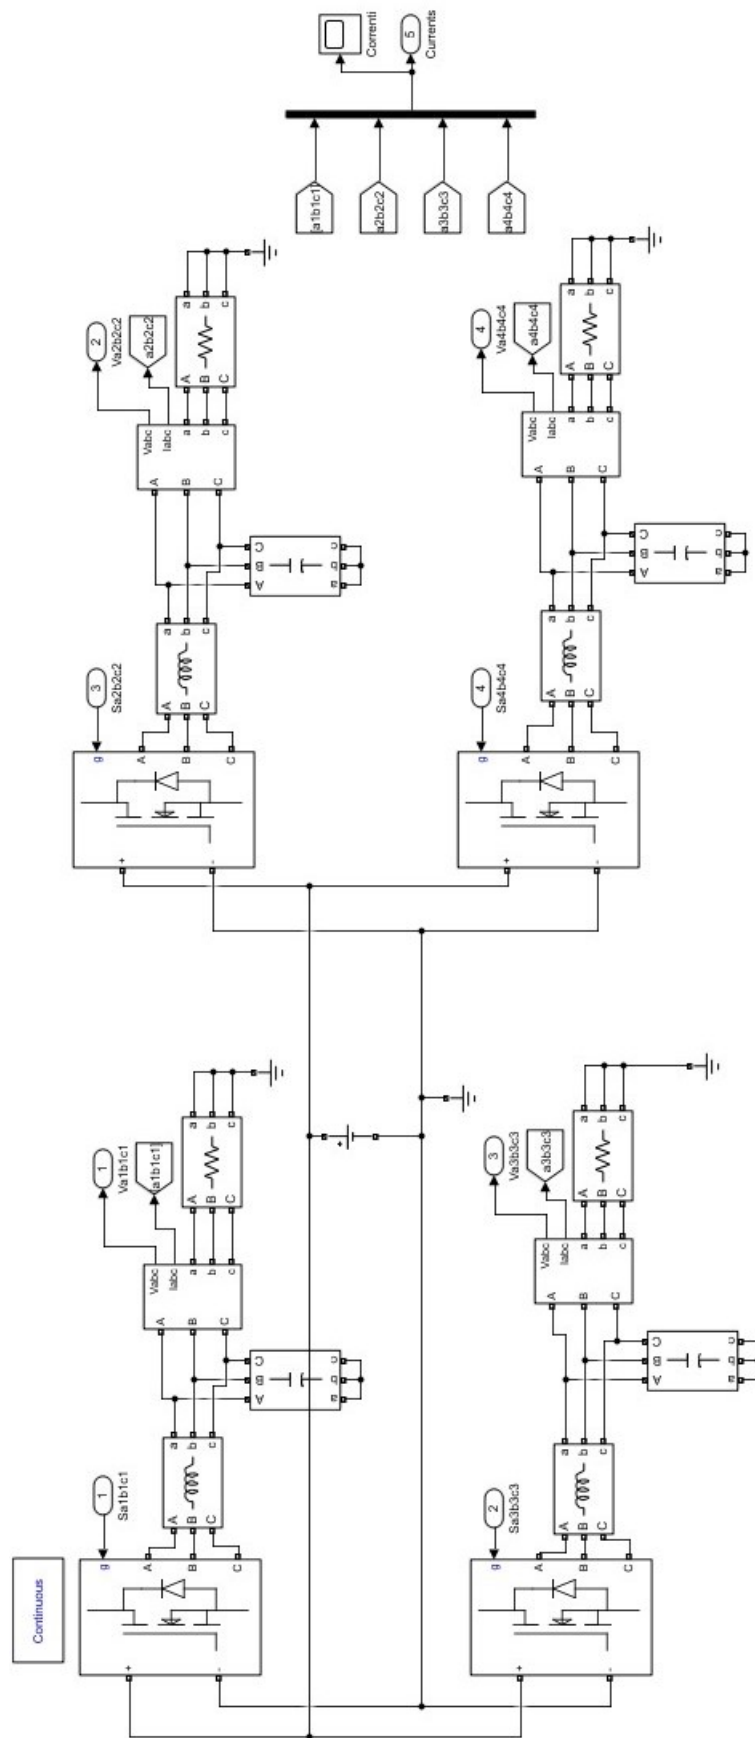 Continuous
1
Sa1b1c1
g
A
B
C
+
-
A
B
C
a
b
c
A
B
C
a
b
c
A
B
C
Vabc
Iabc
a
b
c
1
Va1b1c1
[a1b1c1]
A
B
C
a
b
c
3
Sa2b2c2
g
A
B
C
+
-
A
B
C
a
b
c
A
B
C
a
b
c
A
B
C
Vabc
Iabc
a
b
c
2
Va2b2c2
a2b2c2
A
B
C
a
b
c
+
2
Sa3b3c3
g
A
B
C
+
-
A
B
C
a
b
c
A
B
C
a
b
c
A
B
C
Vabc
Iabc
a
b
c
3
Va3b3c3
a3b3c3
A
B
C
a
b
c
4
Sa4b4c4
g
A
B
C
+
-
A
B
C
a
b
c
A
B
C
a
b
c
A
B
C
Vabc
Iabc
a
b
c
4
Va4b4c4
a4b4c4
A
B
C
a
b
c
[a1b1c1]
a2b2c2
a3b3c3
a4b4c4
Correnti
5
Currents